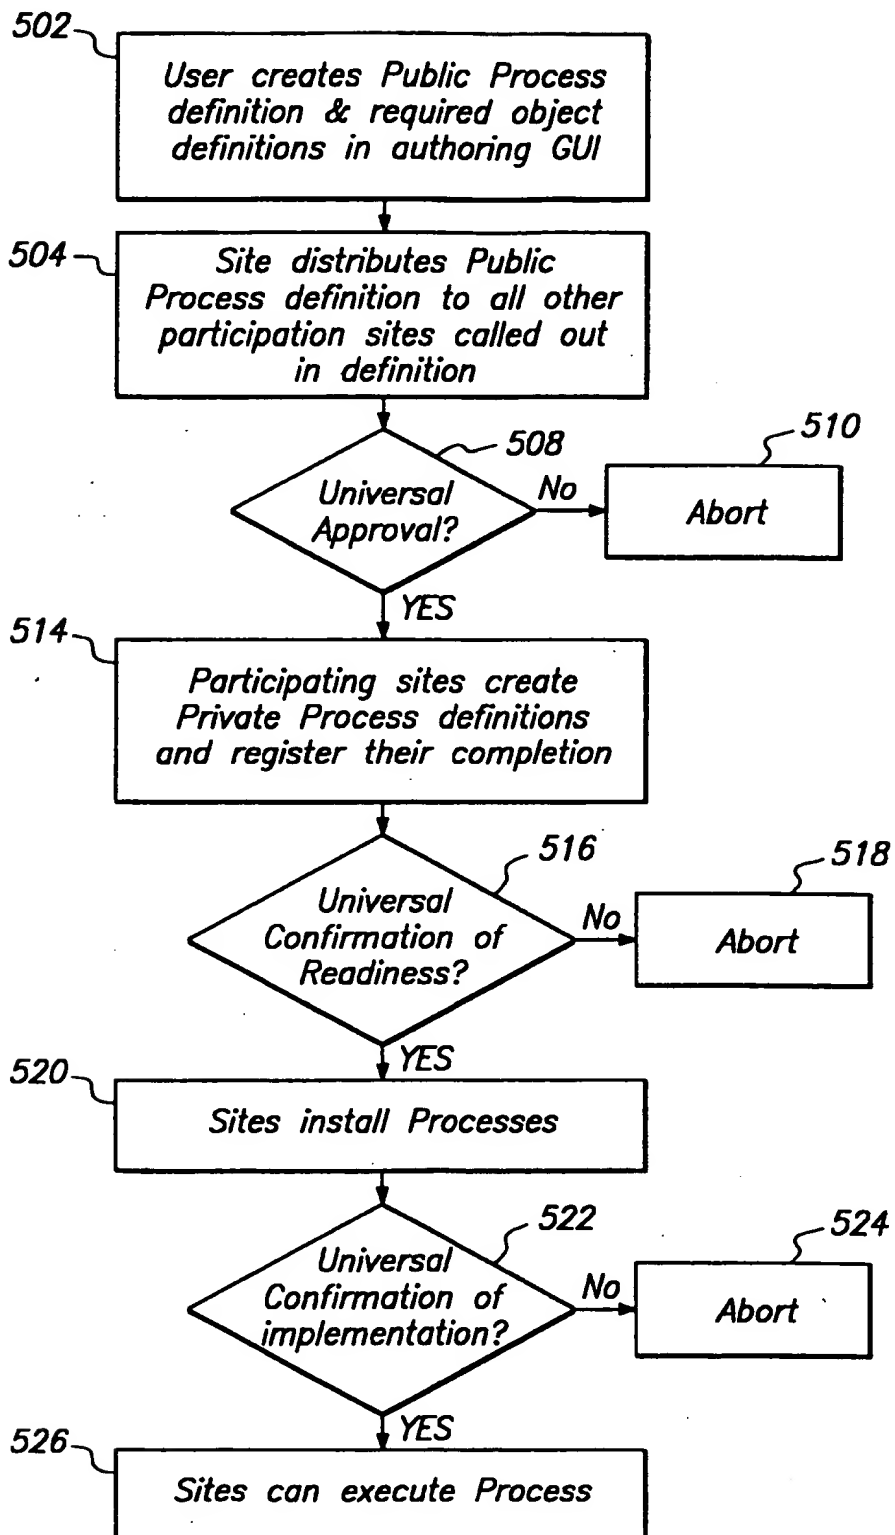 502
User creates Public Process
definition & required object
definitions in authoring GUI
504
Site distributes Public
Process definition to all other
participation sites called out
in definition
508
Universal
Approval?
No
510
Abort
YES
514
Participating sites create
Private Process definitions
and register their completion
516
Universal
Confirmation of
Readiness?
No
518
Abort
YES
520
Sites install Processes
522
Universal
Confirmation of
implementation?
No
524
Abort
YES
526
Sites can execute Process